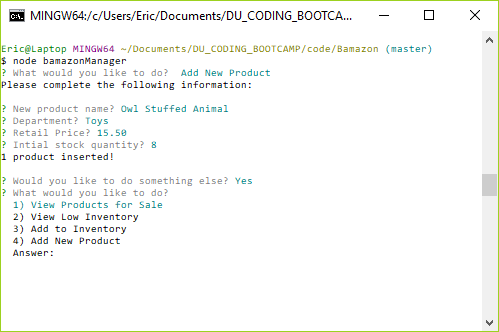 MINGW64:/c/Users/Eric/Documents/DU_CODING_BOOTCA...
Eric@Laptop MINGW64 ~/Documents/DU_CODING_BOOTCAMP/code/Bamazon (master)
$ node bamazonManager
? What would you like to do?  Add New Product
Please complete the following information:
? New product name? Owl Stuffed Animal
? Department? Toys
? Retail Price? 15.50
? Intial stock quantity? 8
1 product inserted!
? Would you like to do something else? Yes
? What would you like to do?
1) View Products for Sale
2) View Low Inventory
3) Add to Inventory
4) Add New Product
Answer: